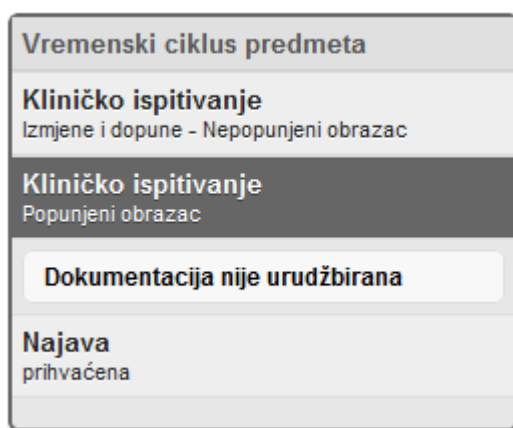 Vremenski ciklus predmeta
Kliničko ispitivanje
Izmjene i dopune - Nepopunjeni obrazac
Kliničko ispitivanje
Popunjeni obrazac
Dokumentacija nije urudžbirana
Najava
prihvaćena